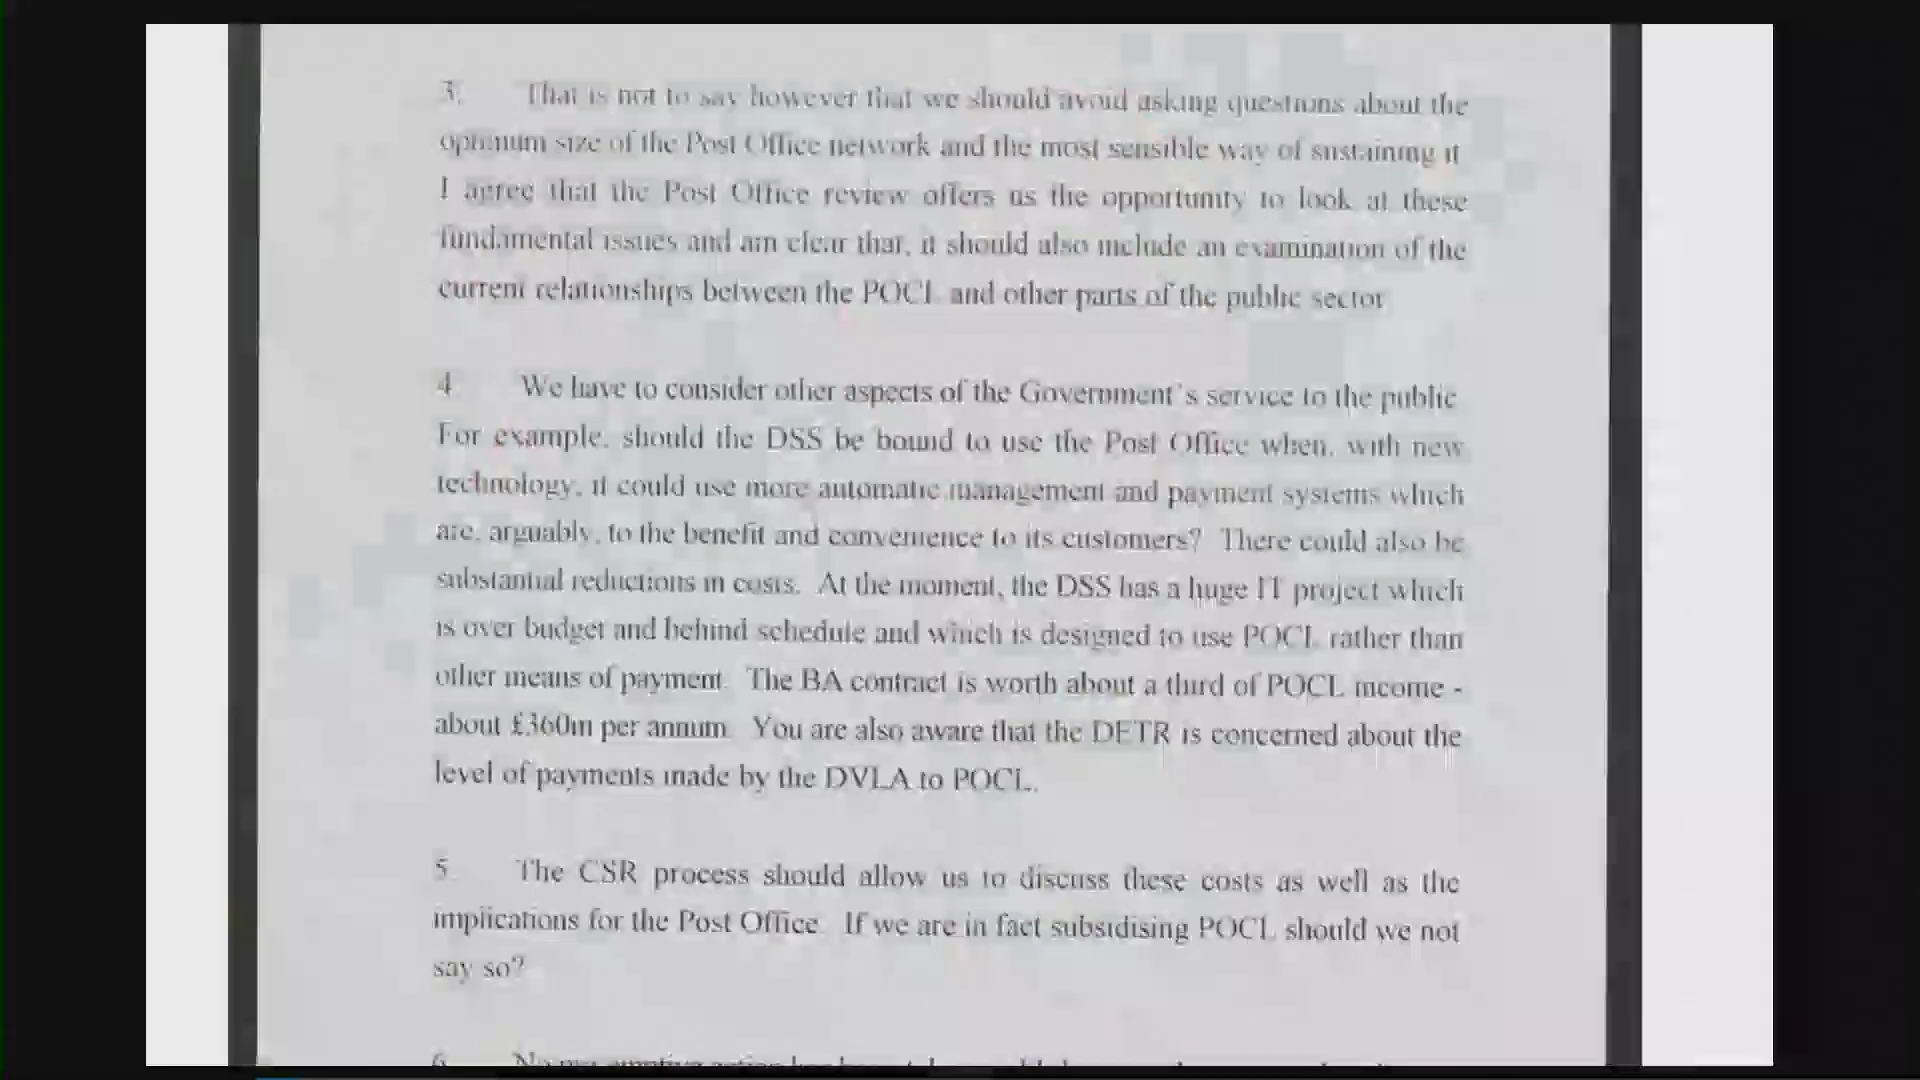 3. That is not to say however that we should avoid asking questions about the
optimum size of the Post Office network and the most sensible way of sustaining it
I agree that the Post Office review offers us the opportunity to look at these
fundamental issues and am clear that, it should also include an examination of the
current relationships between the POCL and other parts of the public sector
4 We have to consider other aspects of the Government's service to the public
For example, should the DSS be bound to use the Post Office when, with new
technology, it could use more automatic management and payment systems which
are, arguably, to the benefit and convenience to its customers? There could also be
substantial reductions in costs. At the moment, the DSS has a huge IT project which
is over budget and behind schedule and which is designed to use POCL rather than
other means of payment. The BA contract is worth about a third of POCL income -
about £360m per annum. You are also aware that the DETR is concerned about the
level of payments made by the DVLA to POCL.
5. The CSR process should allow us to discuss these costs as well as the
implications for the Post Office. If we are in fact subsidising POCL should we not
say so?
6